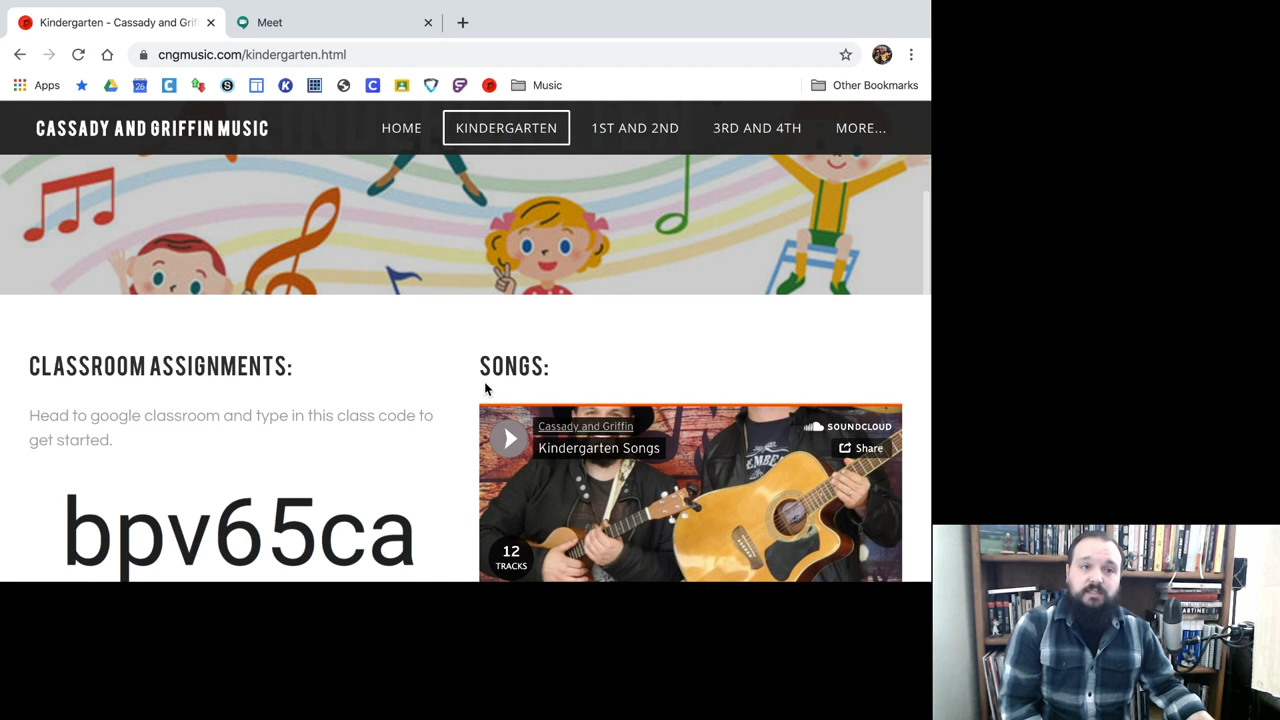 Kindergarten - Cassady and Grif
Meet
cngmusic.com/kindergarten.html
Apps
26
Music
Other Bookmarks
CASSADY AND GRIFFIN MUSIC
HOME
KINDERGARTEN
1ST AND 2ND
3RD AND 4TH
MORE...
CLASSROOM ASSIGNMENTS:
Head to google classroom and type in this class code to
get started.
bpv65ca
SONGS:
Cassady and Griffin
Kindergarten Songs
SOUNDCLOUD
Share
12
TRACKS